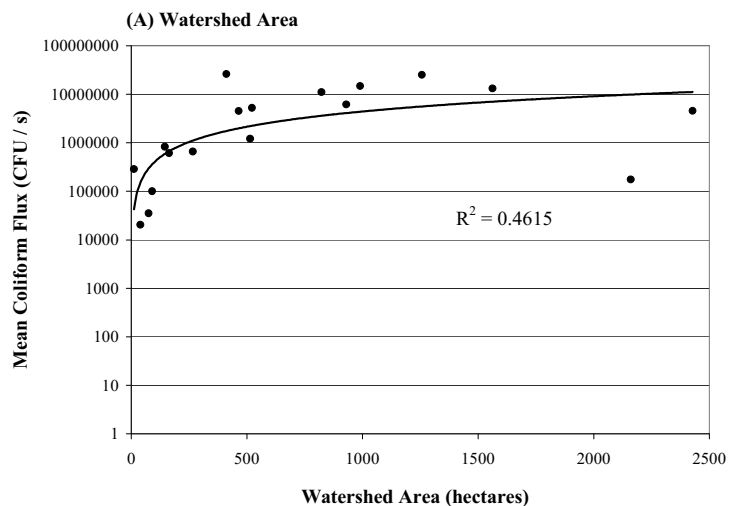 (A) Watershed Area
100000000
10000000
1000000
100000
10000
1000
100
10
1
Mean Coliform Flux (CFU / s)
R² = 0.4615
0 500 1000 1500 2000 2500
Watershed Area (hectares)